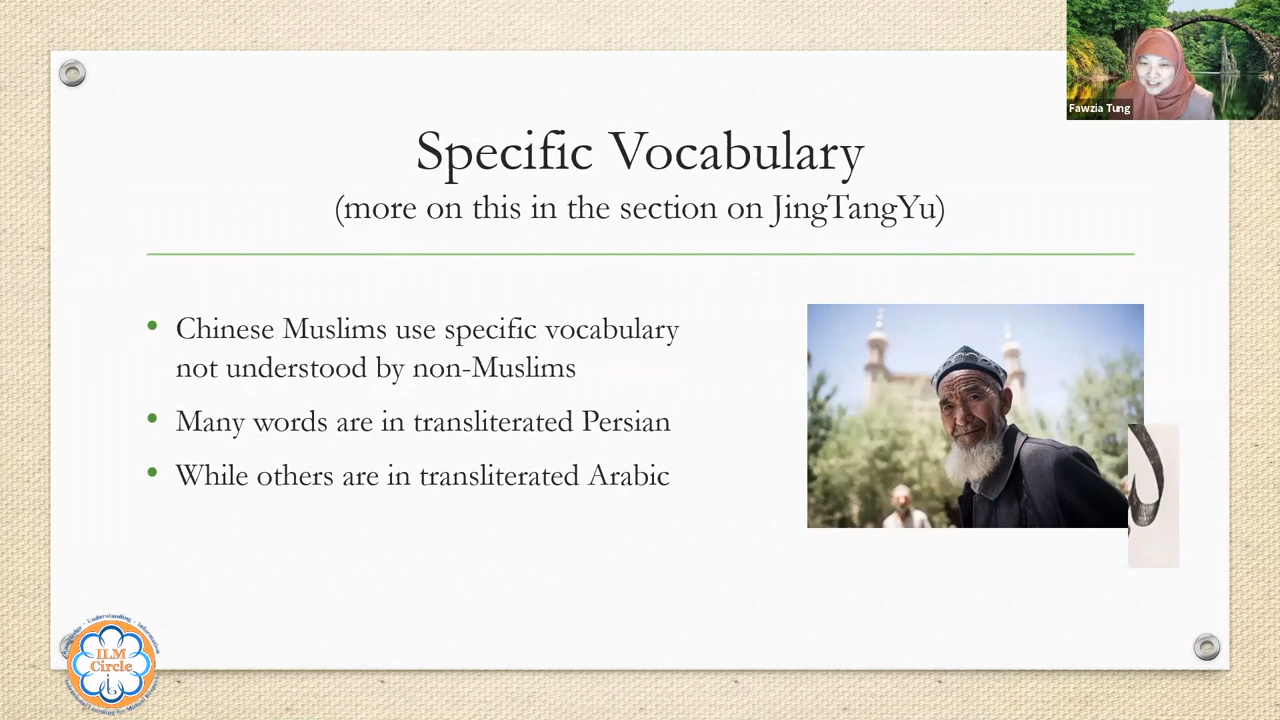 Fawzia Tung
Specific Vocabulary
(more on this in the section on JingTangYu)
• Chinese Muslims use specific vocabulary
not understood by non-Muslims
• Many words are in transliterated Persian
• While others are in transliterated Arabic
ILM
Circle